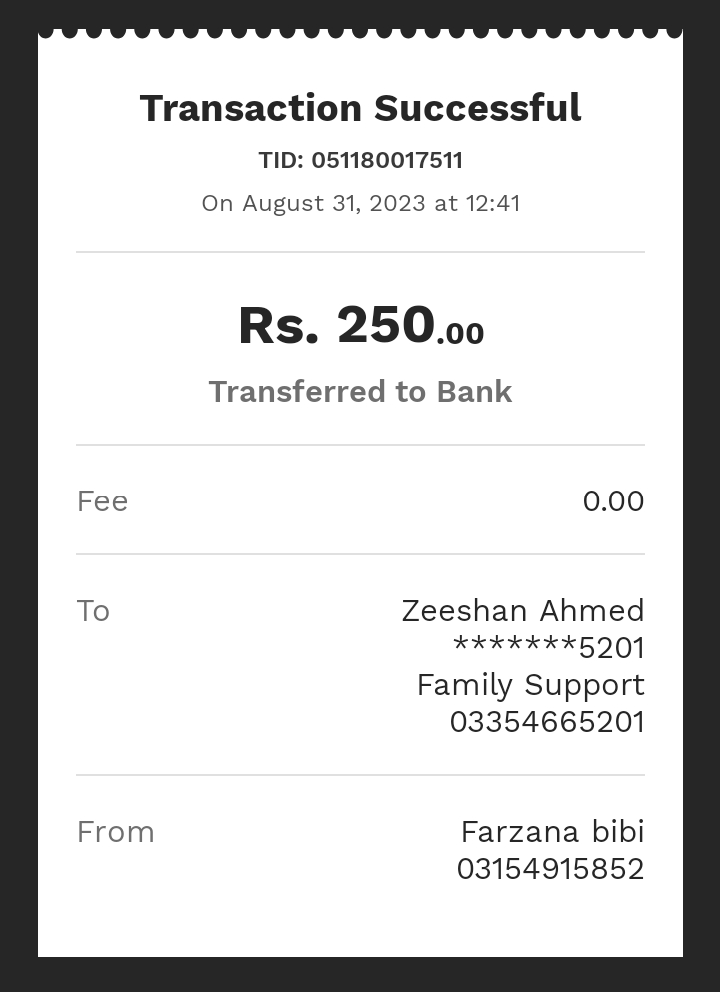 Transaction Successful
TID: 051180017511
On August 31, 2023 at 12:41
Rs. 250.00
Transferred to Bank
Fee 0.00
To Zeeshan Ahmed
*******5201
Family Support
03354665201
From Farzana bibi
03154915852